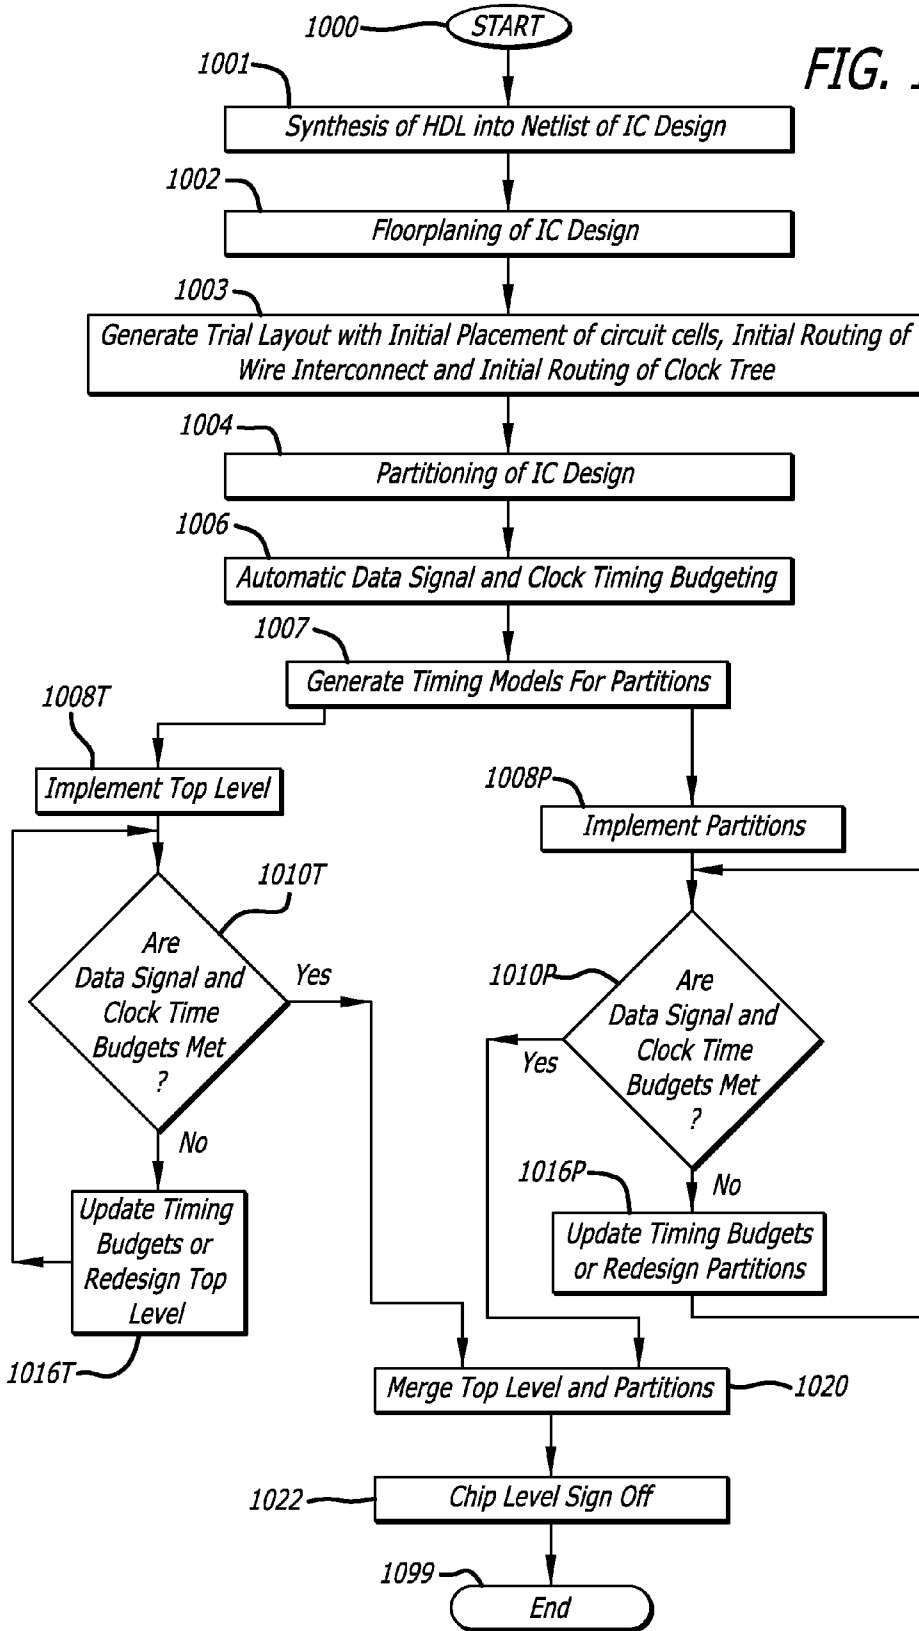 1000
START
FIG. 1
1001
Synthesis of HDL into Netlist of IC Design
1002
Floorplaning of IC Design
1003
Generate Trial Layout with Initial Placement of circuit cells, Initial Routing of
Wire Interconnect and Initial Routing of Clock Tree
1004
Partitioning of IC Design
1006
Automatic Data Signal and Clock Timing Budgeting
1007
Generate Timing Models For Partitions
1008T
Implement Top Level
1008P
Implement Partitions
1010T
Are
Data Signal and
Clock Time
Budgets Met
?
Yes
No
1010P
Are
Data Signal and
Clock Time
Budgets Met
?
Yes
No
Update Timing
Budgets or
Redesign Top
Level
1016T
1016P
Update Timing Budgets
or Redesign Partitions
Merge Top Level and Partitions
1020
1022
Chip Level Sign Off
1099
End